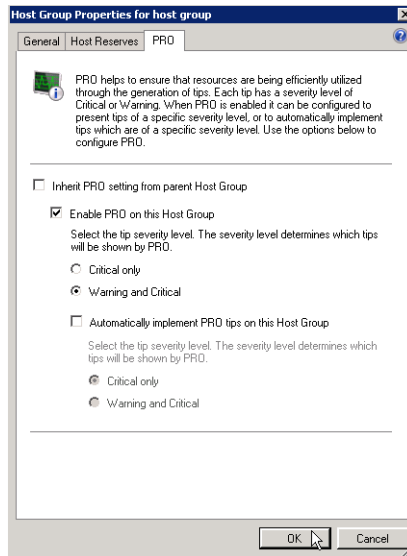 Host Group Properties for host group
General Host Reserves PRO
PRO helps to ensure that resources are being efficiently utilized
through the generation of tips. Each tip has a severity level of
Critical or Warning. When PRO is enabled it can be configured to
present tips of a specific severity level, or to automatically implement
tips which are of a specific severity level. Use the options below to
configure PRO.
Inherit PRO setting from parent Host Group
Enable PRO on this Host Group
Select the tip severity level. The severity level determines which tips
will be shown by PRO.
Critical only
Warning and Critical
Automatically implement PRO tips on this Host Group
Select the tip severity level. The severity level determines which
tips will be shown by PRO.
Critical only
Warning and Critical
OK Cancel